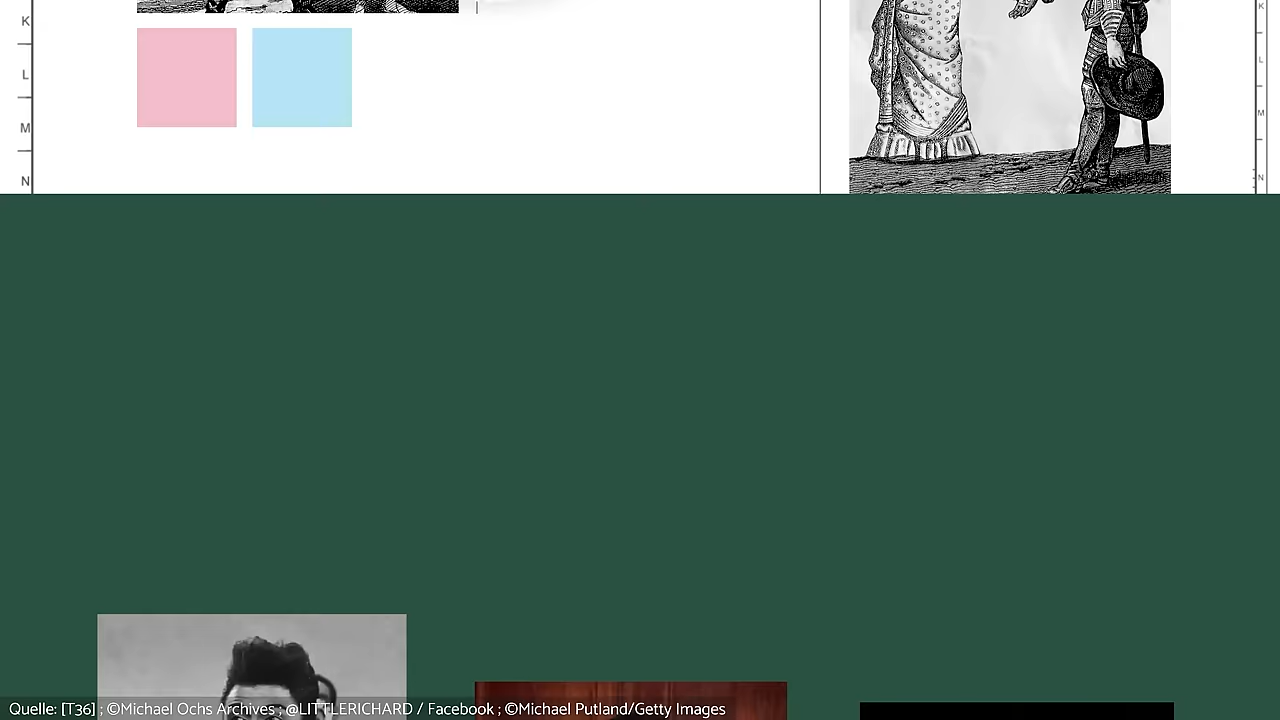 K
L
M
N
K
L
M
N
Quelle: [T36] ; ©Michael Ochs Archives ; @LITTLERICHARD / Facebook ; ©Michael Putland/Getty Images